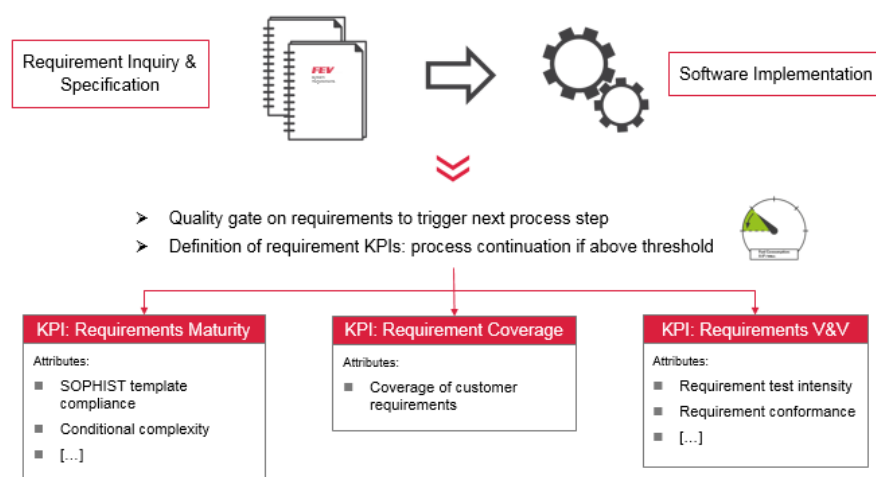 Requirement Inquiry &
Specification
FEV
Software Implementation
Quality gate on requirements to trigger next process step
Definition of requirement KPIs: process continuation if above threshold
KPI: Requirements Maturity
Attributes:
SOPHIST template
compliance
Conditional complexity
[...]
KPI: Requirement Coverage
Attributes:
Coverage of customer
requirements
KPI: Requirements V&V
Attributes:
Requirement test intensity
Requirement conformance
[...]